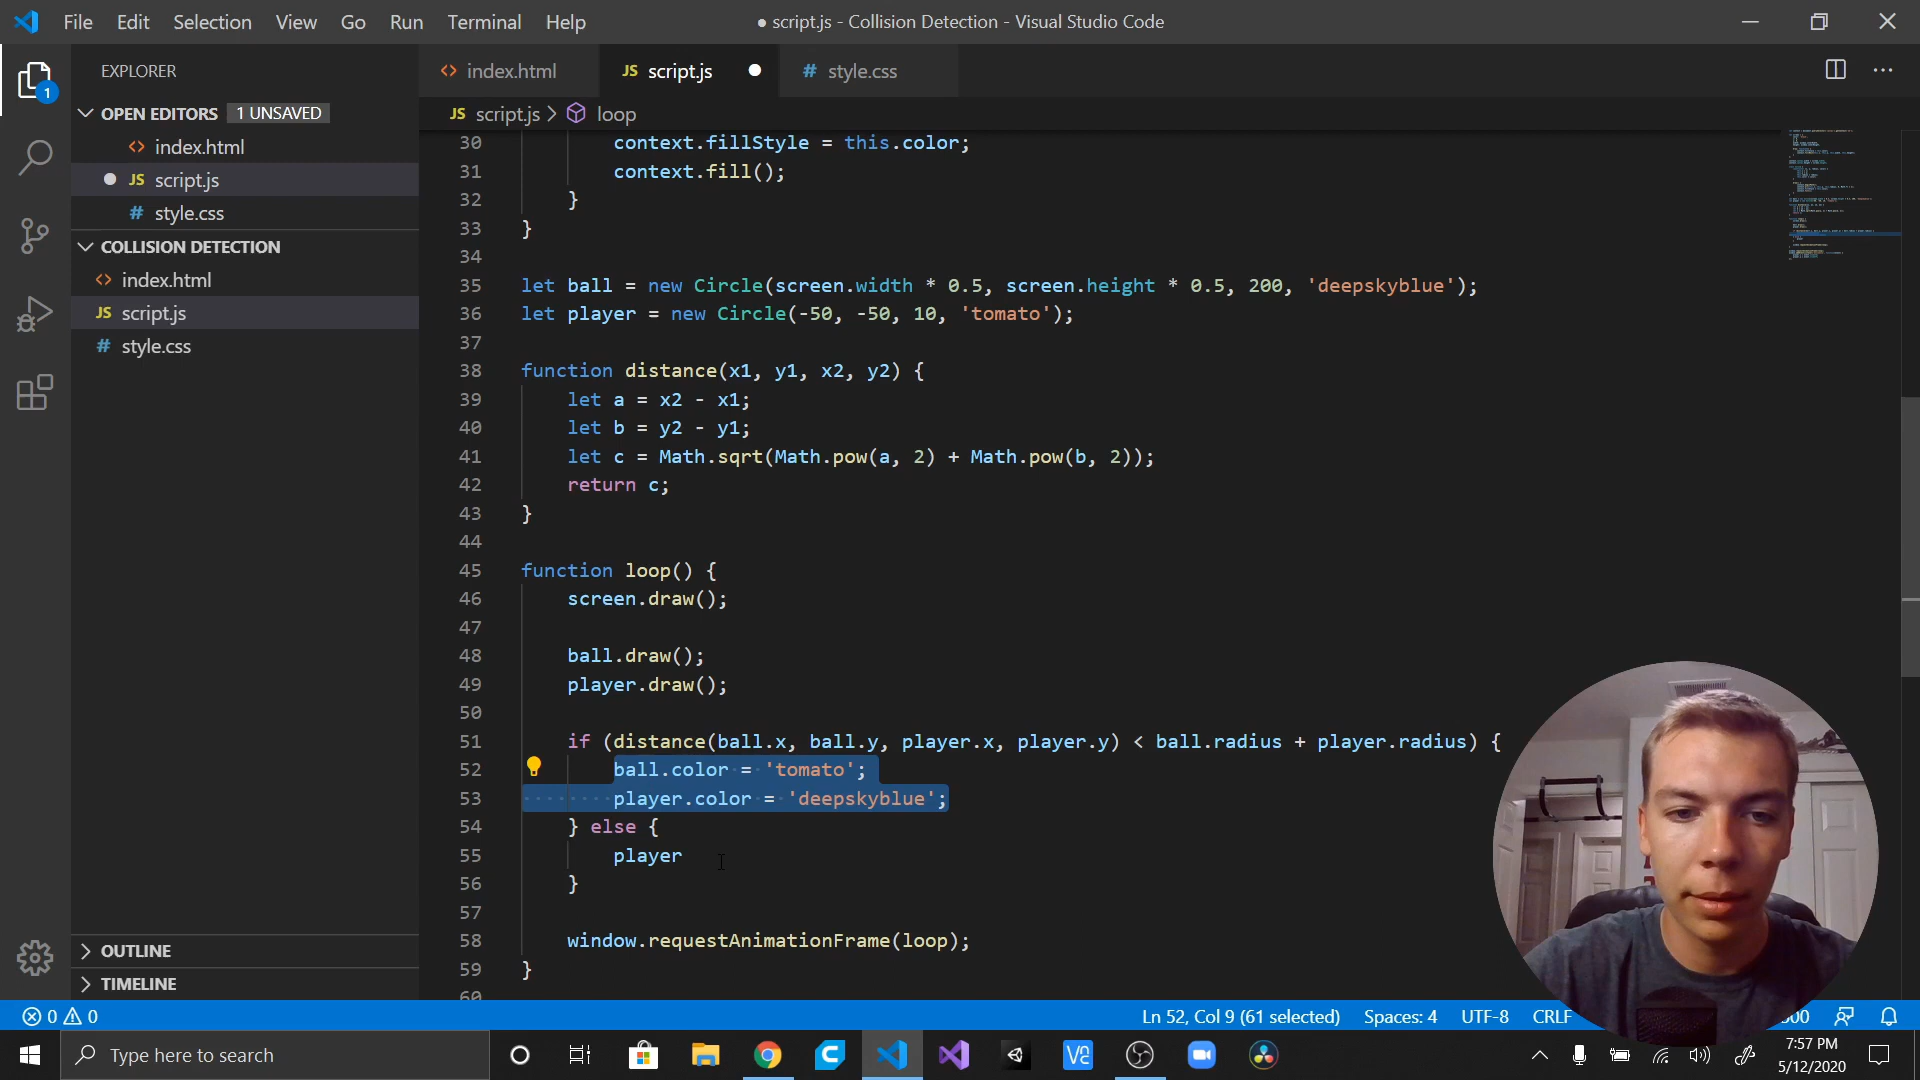 File Edit Selection View Go Run Terminal Help
● script.js - Collision Detection - Visual Studio Code
EXPLORER
OPEN EDITORS 1 UNSAVED
index.html
JS script.js
# style.css
COLLISION DETECTION
index.html
JS script.js
# style.css
OUTLINE
TIMELINE
1
index.html JS script.js # style.css
JS script.js > loop
30 context.fillStyle = this.color;
31 context.fill();
32 }
33 }
34
35 let ball = new Circle(screen.width * 0.5, screen.height * 0.5, 200, 'deepskyblue');
36 let player = new Circle(-50, -50, 10, 'tomato');
37
38 function distance(x1, y1, x2, y2) {
39 let a = x2 - x1;
40 let b = y2 - y1;
41 let c = Math.sqrt(Math.pow(a, 2) + Math.pow(b, 2));
42 return c;
43 }
44
45 function loop() {
46 screen.draw();
47
48 ball.draw();
49 player.draw();
50
51 if (distance(ball.x, ball.y, player.x, player.y) < ball.radius + player.radius) {
52 ball.color = 'tomato';
53 player.color = 'deepskyblue';
54 } else {
55 player
56 }
57
58 window.requestAnimationFrame(loop);
59 }
60
0 0 Ln 52, Col 9 (61 selected) Spaces: 4 UTF-8 CRLF
Type here to search
7:57 PM
5/12/2020